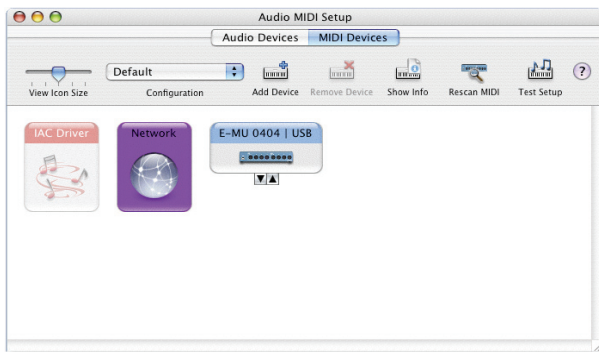 Audio MIDI Setup
Audio Devices MIDI Devices
Default
View Icon Size Configuration Add Device Remove Device Show Info Rescan MIDI Test Setup ?
IAC Driver Network E-MU 0404 | USB